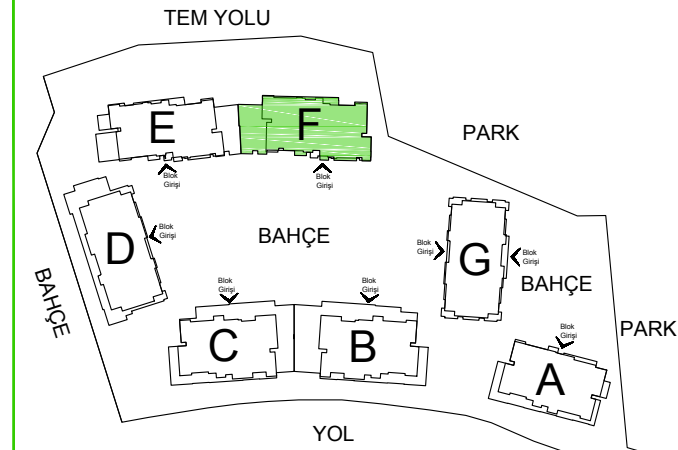 TEM YOLU
E
F
PARK
Blok
Girişi
Blok
Girişi
D
Blok
Girişi
BAHÇE
Blok
Girişi
G
Blok
Girişi
BAHÇE
BAHÇE
Blok
Girişi
Blok
Girişi
C
B
Blok
Girişi
PARK
A
YOL